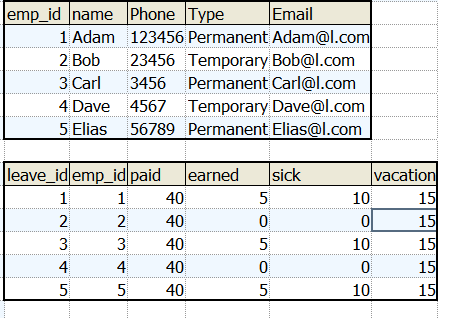 emp_id name Phone Type Email
1 Adam 123456 Permanent Adam@l.com
2 Bob 23456 Temporary Bob@l.com
3 Carl 3456 Permanent Carl@l.com
4 Dave 4567 Temporary Dave@l.com
5 Elias 56789 Permanent Elias@l.com
leave_id emp_id paid earned sick vacation
1 1 40 5 10 15
2 2 40 0 0 15
3 3 40 5 10 15
4 4 40 0 0 15
5 5 40 5 10 15